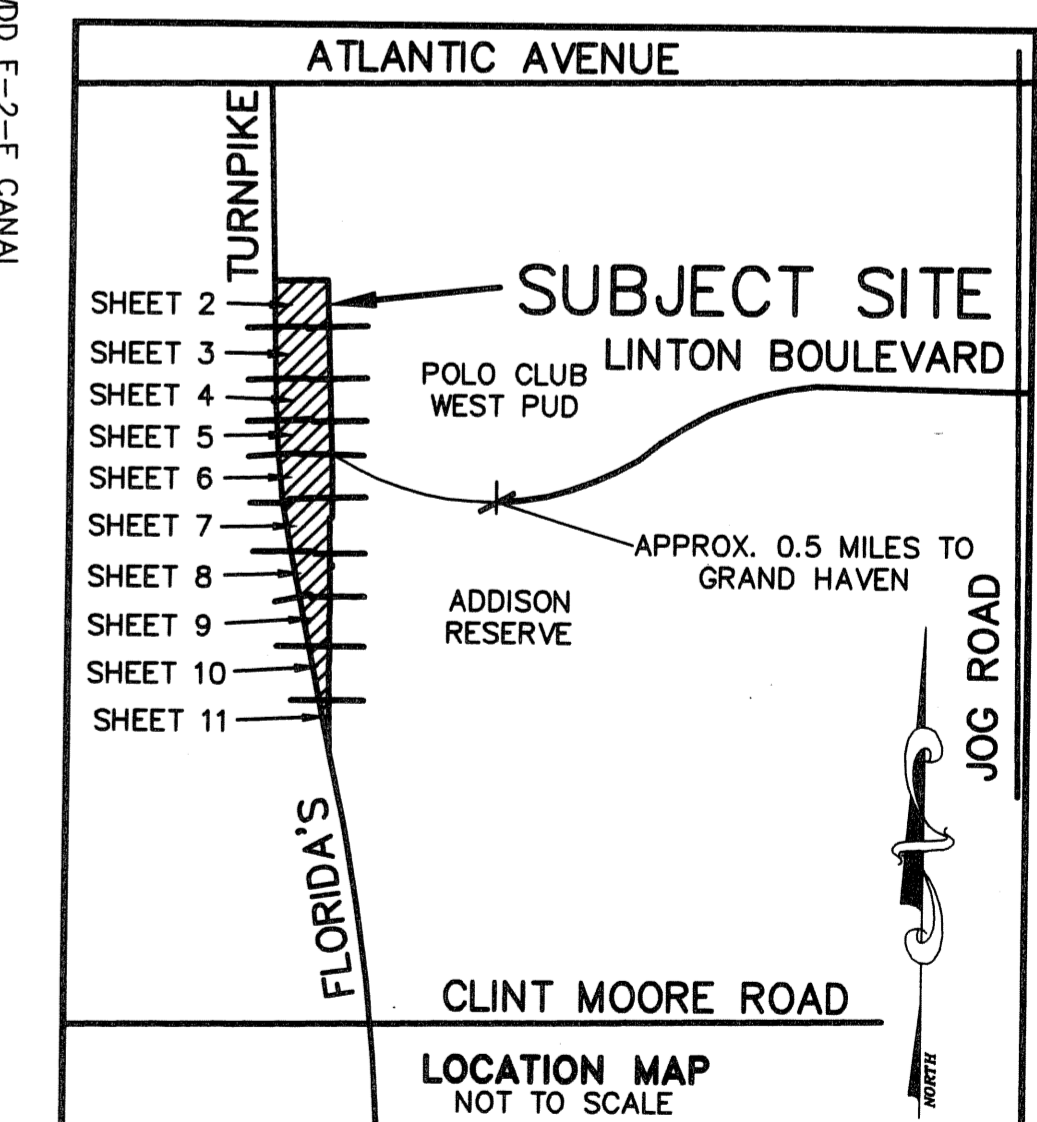 ATLANTIC AVENUE
TURNPIKE
SUBJECT SITE
LINTON BOULEVARD
SHEET 2
SHEET 3
SHEET 4
SHEET 5
SHEET 6
SHEET 7
SHEET 8
SHEET 9
SHEET 10
SHEET 11
POLO CLUB
WEST PUD
APPROX. 0.5 MILES TO
GRAND HAVEN
ADDISON
RESERVE
JOG ROAD
FLORIDA'S
CLINT MOORE ROAD
LOCATION MAP
NOT TO SCALE
NORTH
E-2-E CANAL